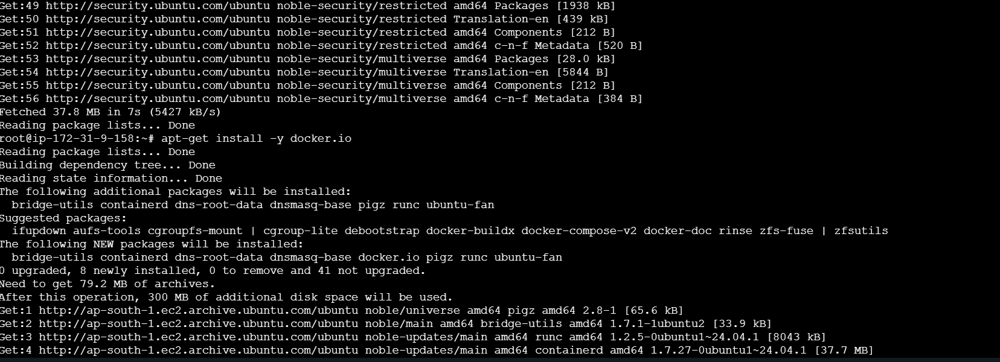 Get:49 http://security.ubuntu.com/ubuntu noble-security/restricted amd64 Packages [1938 kB]
Get:50 http://security.ubuntu.com/ubuntu noble-security/restricted Translation-en [439 kB]
Get:51 http://security.ubuntu.com/ubuntu noble-security/restricted amd64 Components [212 B]
Get:52 http://security.ubuntu.com/ubuntu noble-security/restricted amd64 c-n-f Metadata [520 B]
Get:53 http://security.ubuntu.com/ubuntu noble-security/multiverse amd64 Packages [28.0 kB]
Get:54 http://security.ubuntu.com/ubuntu noble-security/multiverse Translation-en [5844 B]
Get:55 http://security.ubuntu.com/ubuntu noble-security/multiverse amd64 Components [212 B]
Get:56 http://security.ubuntu.com/ubuntu noble-security/multiverse amd64 c-n-f Metadata [384 B]
Fetched 37.8 MB in 7s (5427 kB/s)
Reading package lists... Done
root@ip-172-31-9-158:~# apt-get install -y docker.io
Reading package lists... Done
Building dependency tree... Done
Reading state information... Done
The following additional packages will be installed:
  bridge-utils containerd dns-root-data dnsmasq-base pigz runc ubuntu-fan
Suggested packages:
  ifupdown aufs-tools cgroupfs-mount | cgroup-lite debootstrap docker-buildx docker-compose-v2 docker-doc rinse zfs-fuse | zfsutils
The following NEW packages will be installed:
  bridge-utils containerd dns-root-data dnsmasq-base docker.io pigz runc ubuntu-fan
0 upgraded, 8 newly installed, 0 to remove and 41 not upgraded.
Need to get 79.2 MB of archives.
After this operation, 300 MB of additional disk space will be used.
Get:1 http://ap-south-1.ec2.archive.ubuntu.com/ubuntu noble/universe amd64 pigz amd64 2.8-1 [65.6 kB]
Get:2 http://ap-south-1.ec2.archive.ubuntu.com/ubuntu noble/main amd64 bridge-utils amd64 1.7.1-1ubuntu2 [33.9 kB]
Get:3 http://ap-south-1.ec2.archive.ubuntu.com/ubuntu noble-updates/main amd64 runc amd64 1.2.5-0ubuntu1~24.04.1 [8043 kB]
Get:4 http://ap-south-1.ec2.archive.ubuntu.com/ubuntu noble-updates/main amd64 containerd amd64 1.7.27-0ubuntu1~24.04.1 [37.7 MB]